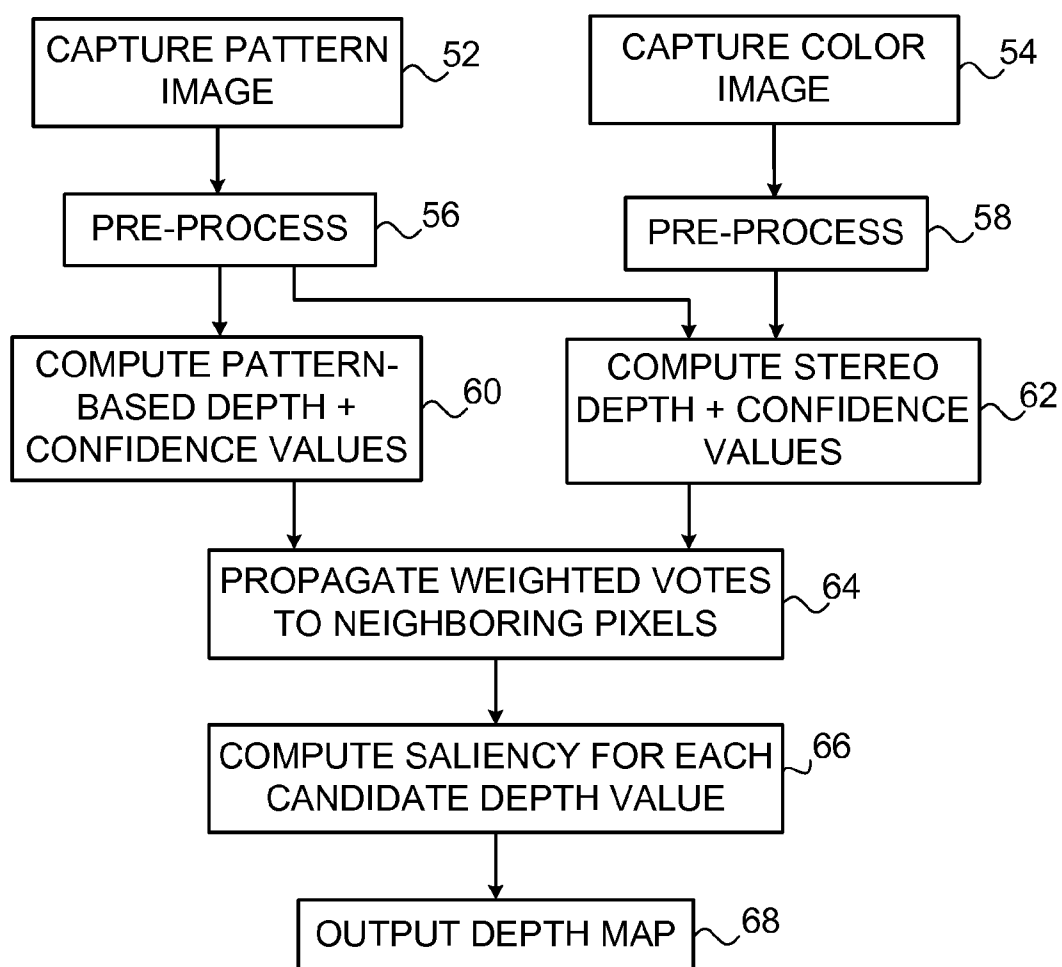 CAPTURE PATTERN
IMAGE
52
CAPTURE COLOR
IMAGE
54
PRE-PROCESS
56
PRE-PROCESS
58
COMPUTE PATTERN-
BASED DEPTH +
CONFIDENCE VALUES
60
COMPUTE STEREO
DEPTH + CONFIDENCE
VALUES
62
PROPAGATE WEIGHTED VOTES
TO NEIGHBORING PIXELS
64
COMPUTE SALIENCY FOR EACH
CANDIDATE DEPTH VALUE
66
OUTPUT DEPTH MAP
68